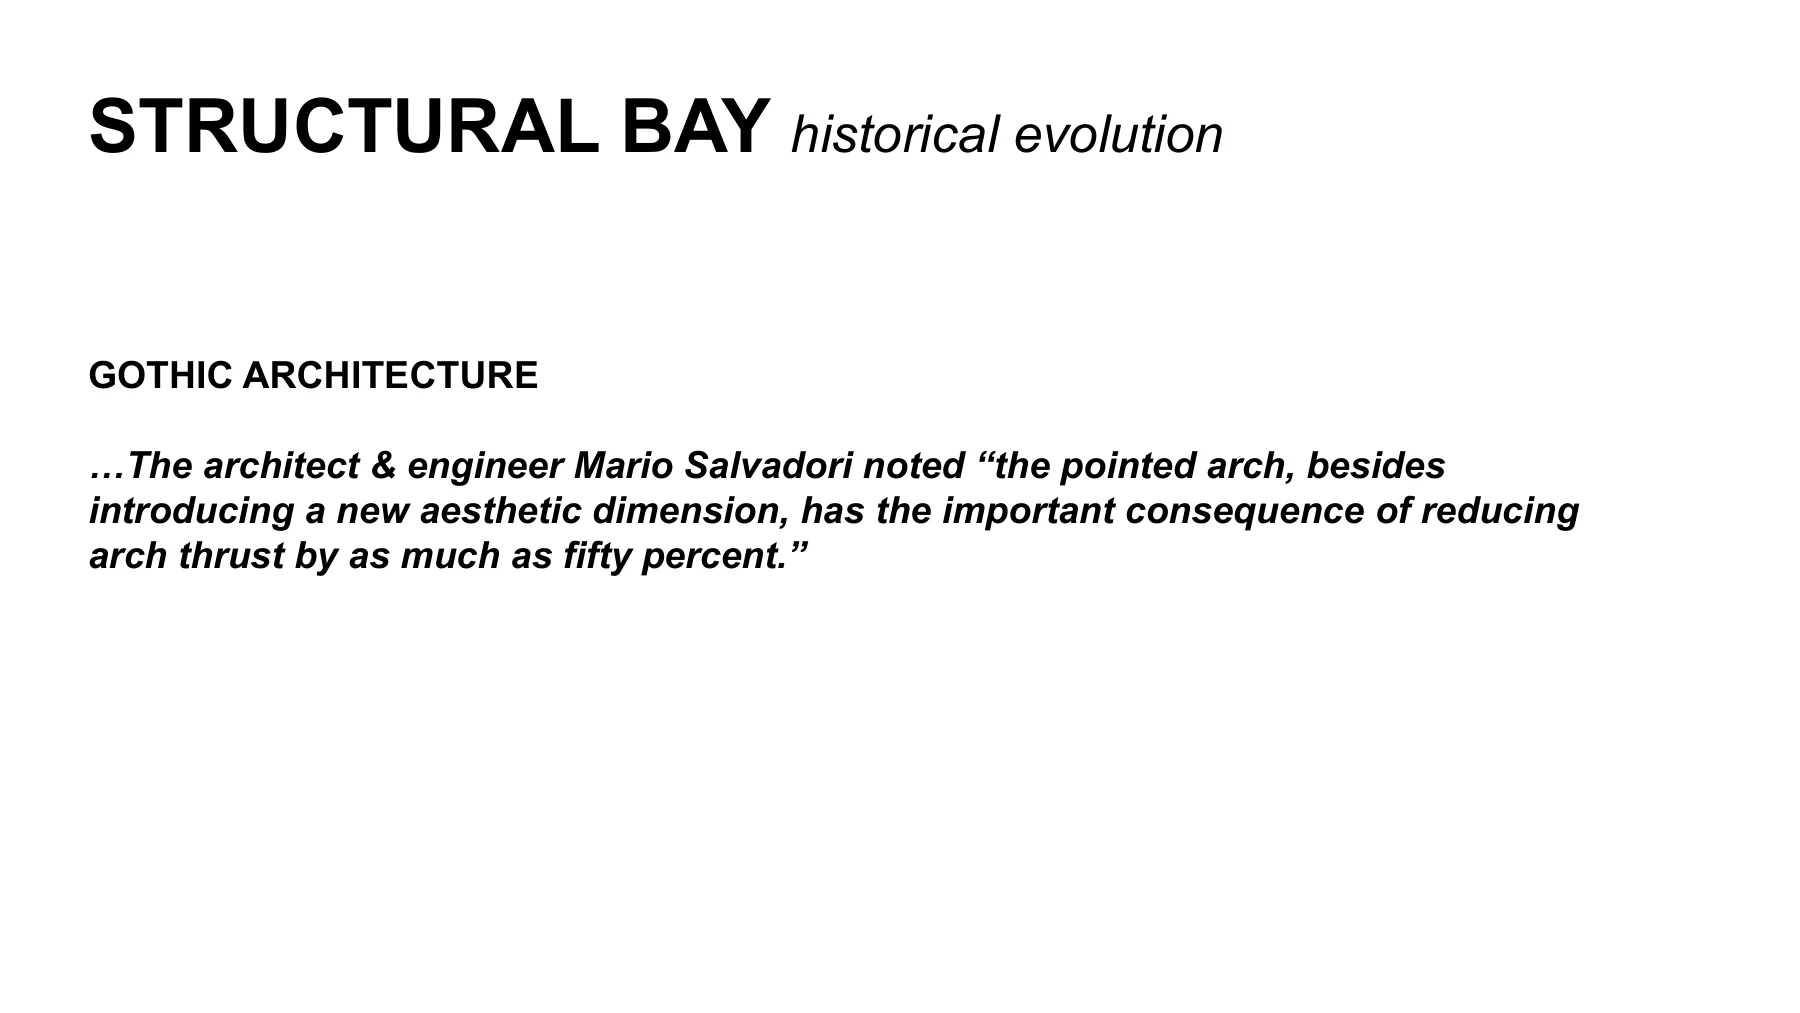 STRUCTURAL BAY historical evolution
GOTHIC ARCHITECTURE
…The architect & engineer Mario Salvadori noted “the pointed arch, besides
introducing a new aesthetic dimension, has the important consequence of reducing
arch thrust by as much as fifty percent.”